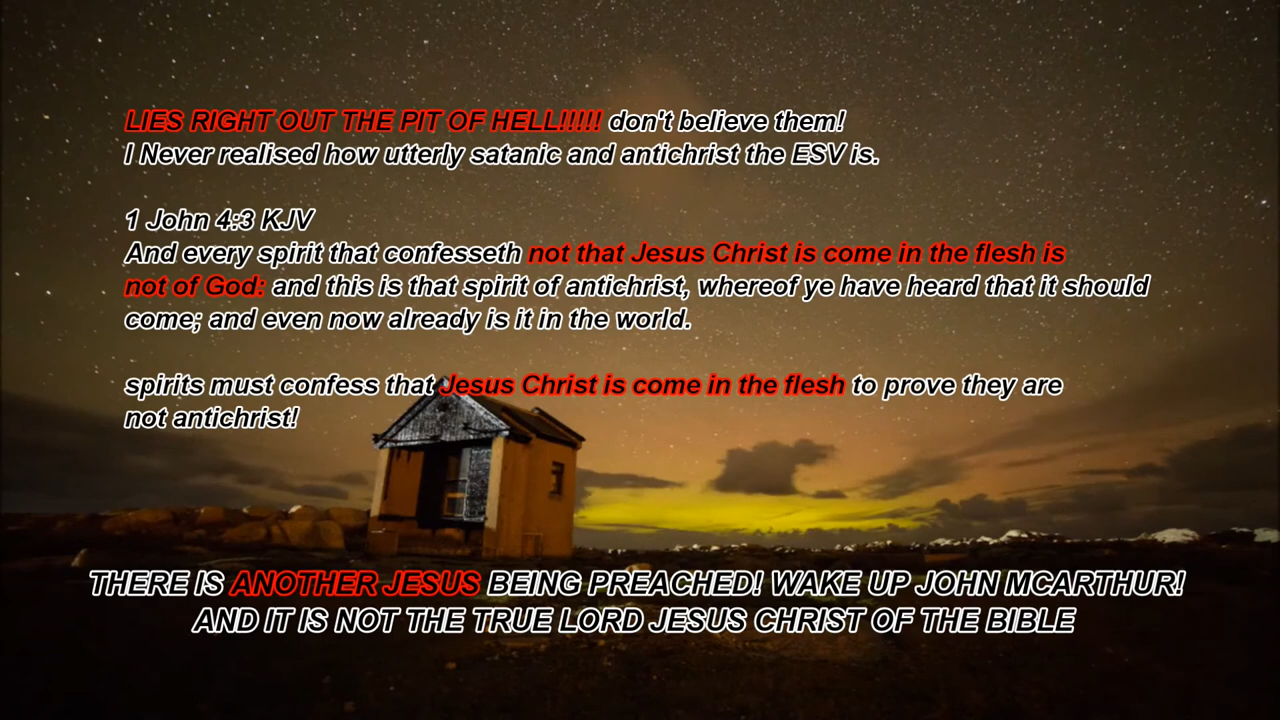 LIES RIGHT OUT THE PIT OF HELL!!!!! don't believe them!
I Never realised how utterly satanic and antichrist the ESV is.
1 John 4:3 KJV
And every spirit that confesseth not that Jesus Christ is come in the flesh is
not of God: and this is that spirit of antichrist, whereof ye have heard that it should
come; and even now already is it in the world.
spirits must confess that Jesus Christ is come in the flesh to prove they are
not antichrist!
THERE IS ANOTHER JESUS BEING PREACHED! WAKE UP JOHN MCARTHUR!
AND IT IS NOT THE TRUE LORD JESUS CHRIST OF THE BIBLE